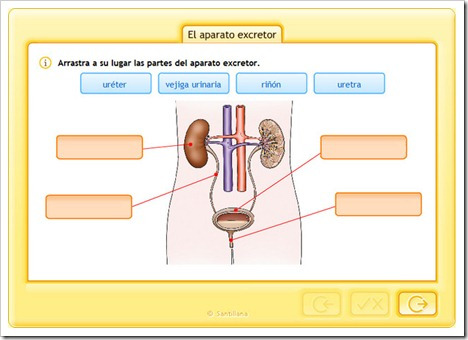 El aparato excretor
i Arrastra a su lugar las partes del aparato excretor.
uréter vejiga urinaria riñón uretra
© Santillana